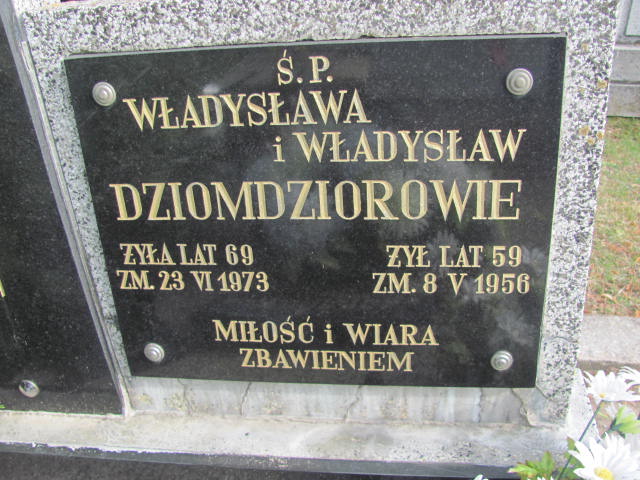 Ś.P.
WŁADYSŁAWA
i WŁADYSŁAW
DZIOMDZIOROWIE
ŻYŁA LAT 69 ŻYŁ LAT 59
ZM. 23 VI 1973 ZM. 8 V 1956
MIŁOŚĆ i WIARA
ZBAWIENIEM